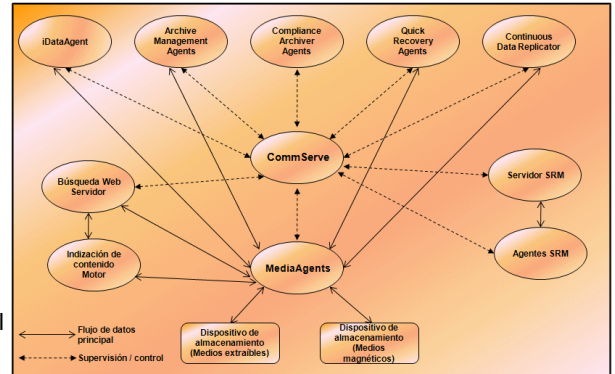 iDataAgent
Archive
Management
Agents
Compliance
Archiver
Agents
Quick
Recovery
Agents
Continuous
Data Replicator
CommServe
Búsqueda Web
Servidor
Servidor SRM
Indización de
contenido
Motor
MediaAgents
Agentes SRM
Flujo de datos
principal
Supervisión / control
Dispositivo de
almacenamiento
(Medios extraíbles)
Dispositivo de
almacenamiento
(Medios
magnéticos)